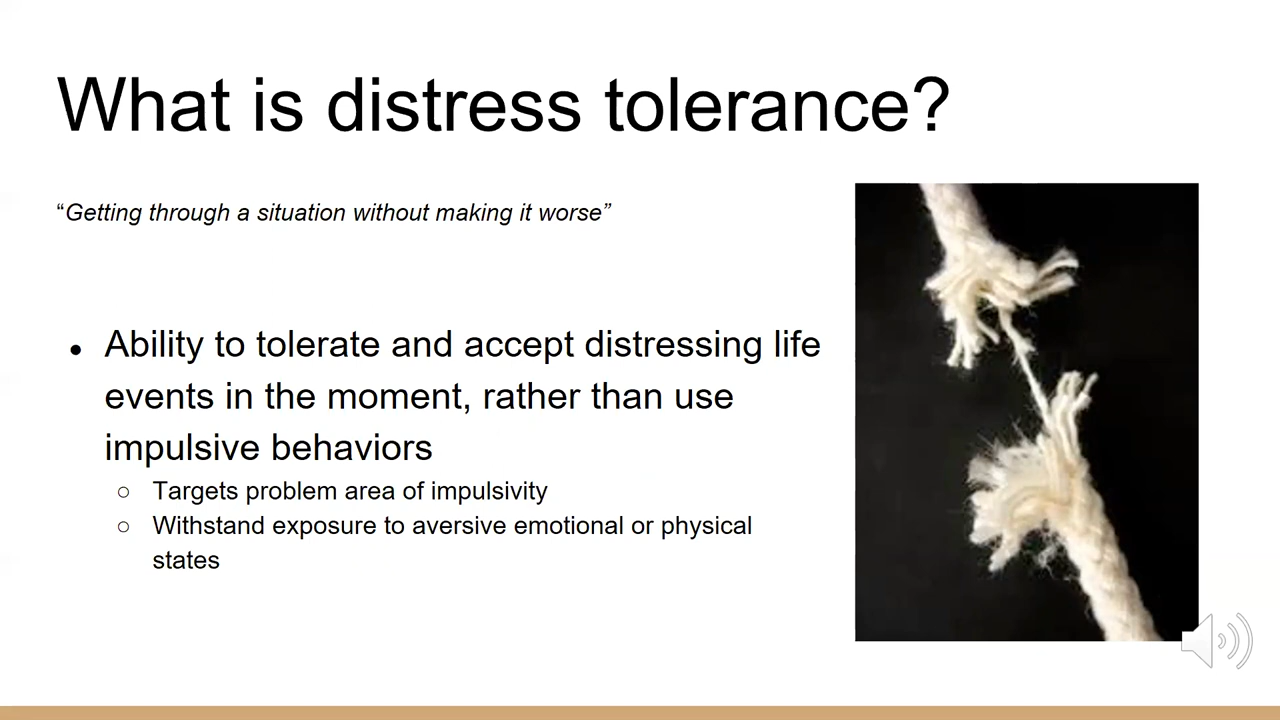 What is distress tolerance?
“Getting through a situation without making it worse”
● Ability to tolerate and accept distressing life
events in the moment, rather than use
impulsive behaviors
○ Targets problem area of impulsivity
○ Withstand exposure to aversive emotional or physical
states